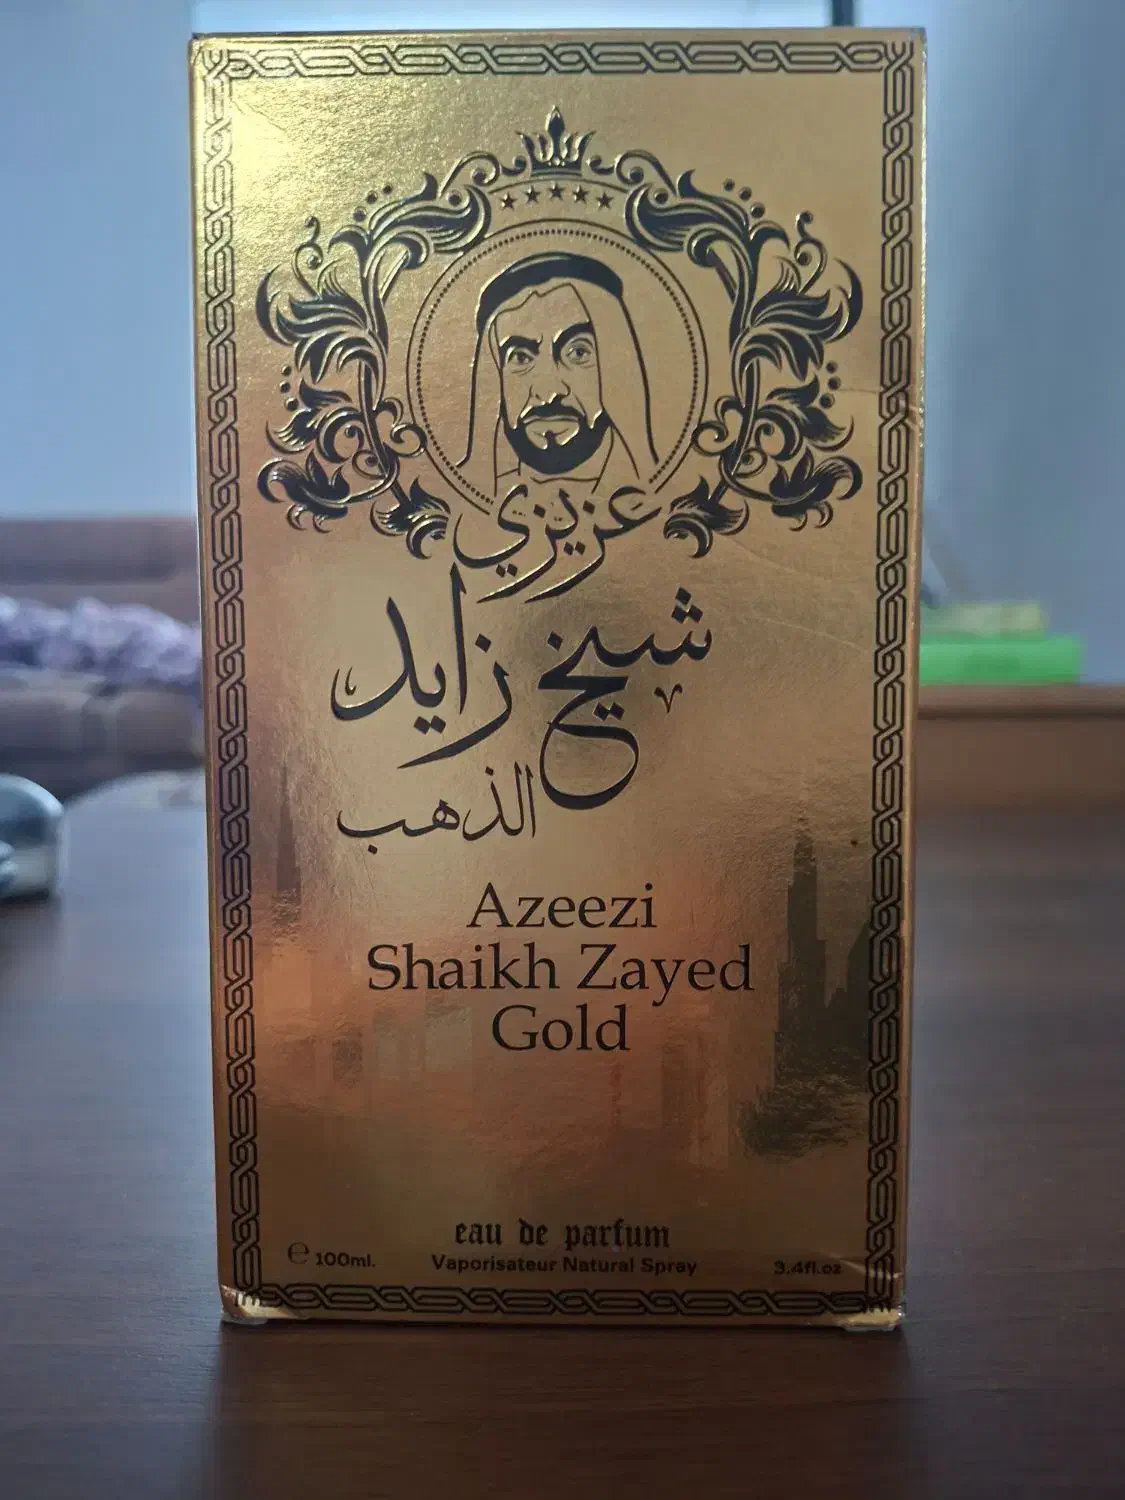 عزيزي
شيخ زايد
الذهب
Azeezi
Shaikh Zayed
Gold
eau de parfum
e 100ml. Vaporisateur Natural Spray 3.4fl.oz